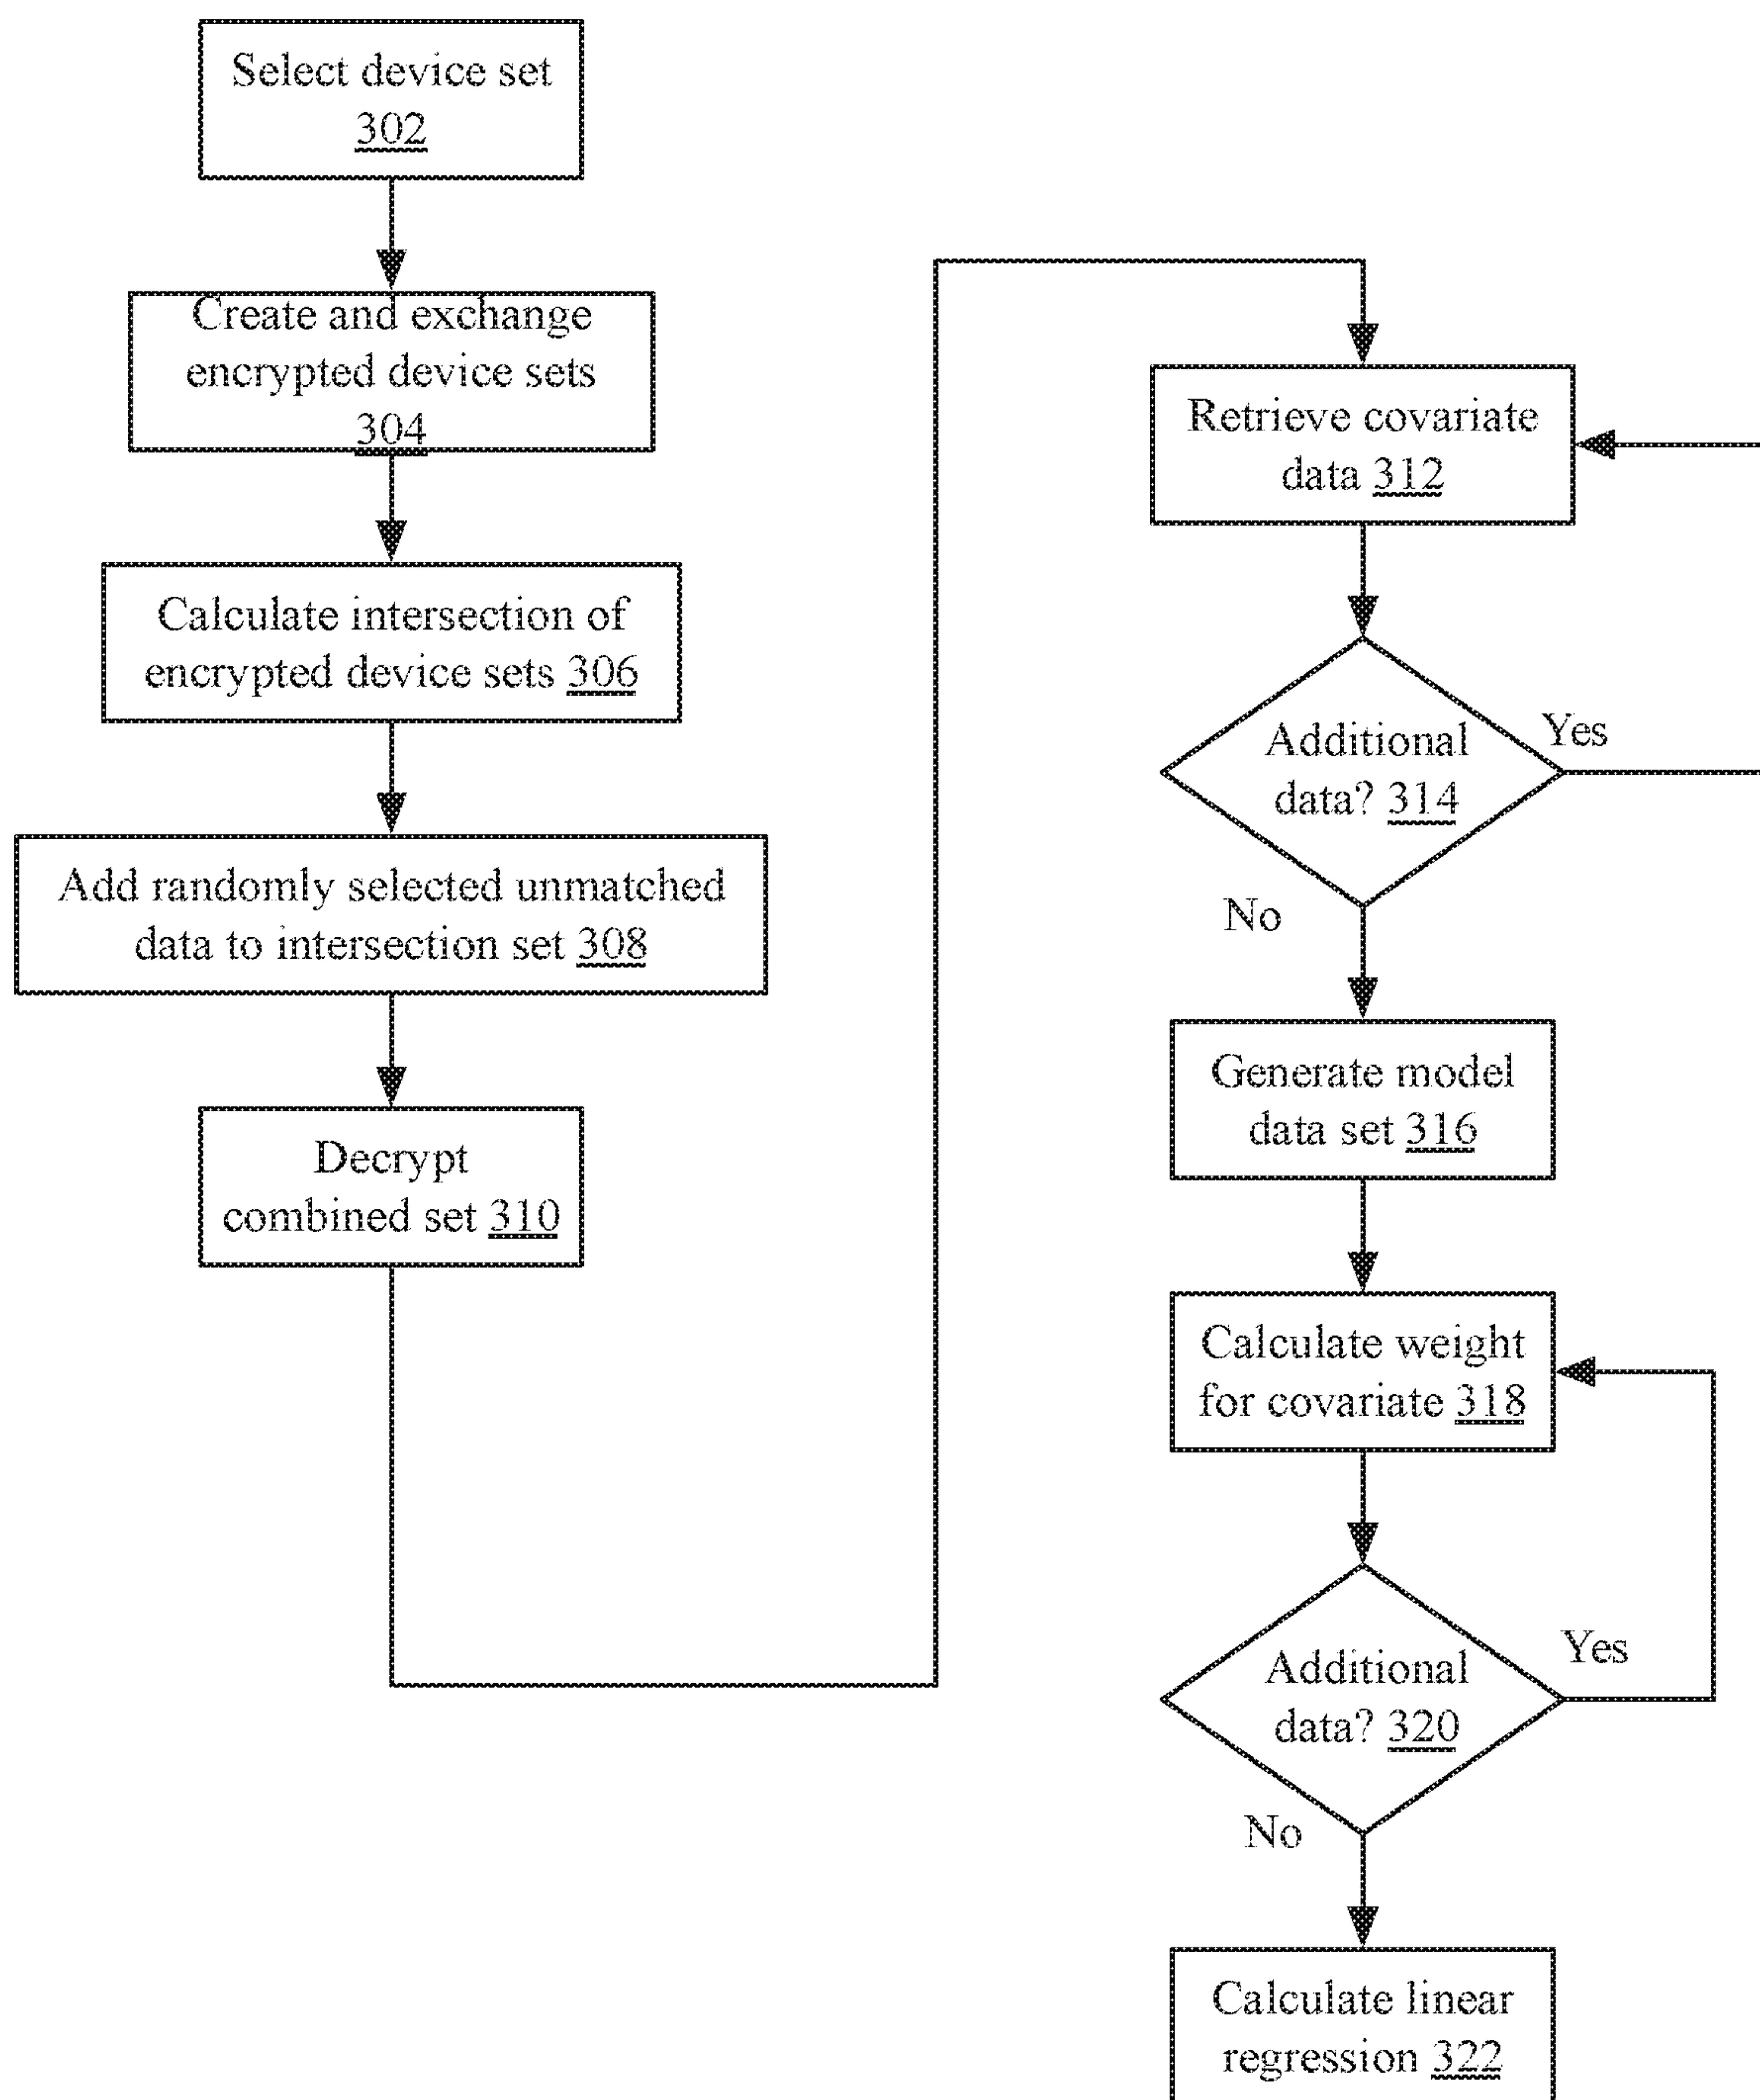 Select device set
302
Create and exchange
encrypted device sets
304
Calculate intersection of
encrypted device sets 306
Add randomly selected unmatched
data to intersection set 308
Decrypt
combined set 310
Retrieve covariate
data 312
Additional
data? 314
Yes
No
Generate model
data set 316
Calculate weight
for covariate 318
Additional
data? 320
Yes
No
Calculate linear
regression 322